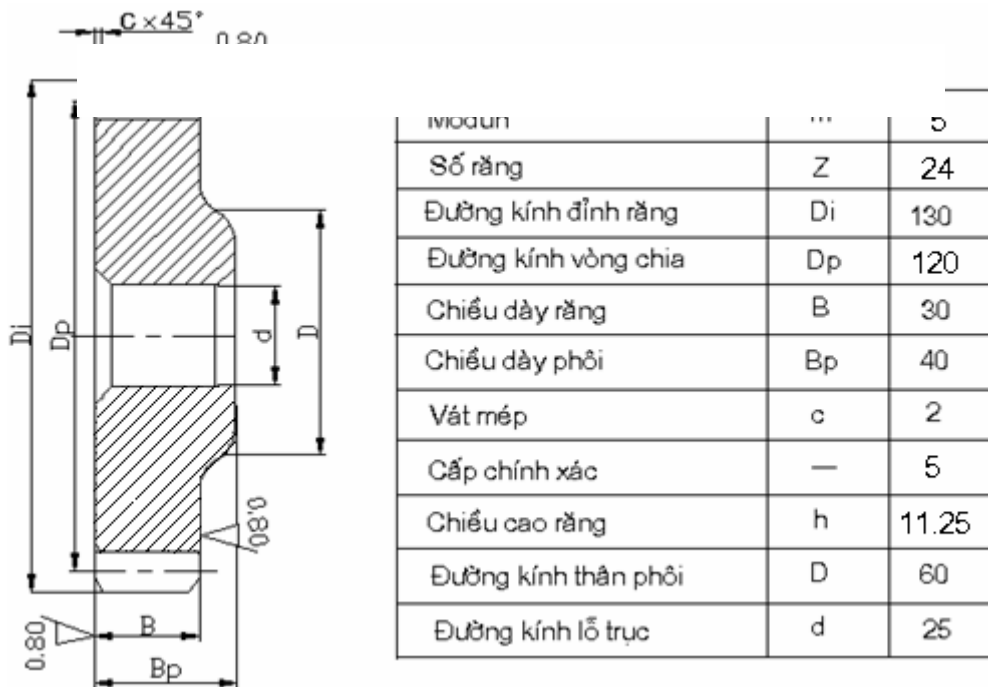 c×45°
0.80
Modun m 5
Số răng Z 24
Đường kính đỉnh răng Di 130
Đường kính vòng chia Dp 120
Chiều dày răng B 30
Chiều dày phôi Bp 40
Vát mép c 2
Cấp chính xác — 5
Chiều cao răng h 11.25
Đường kính thân phôi D 60
Đường kính lỗ trục d 25
Di
Dp
d
D
0.80
0.80
B
Bp